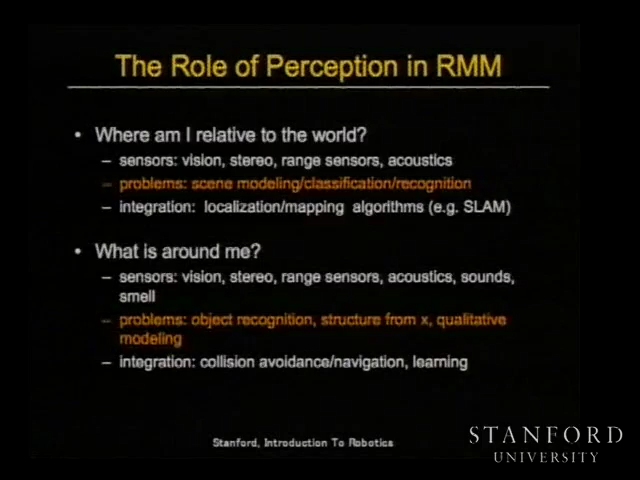 The Role of Perception in RMM
• Where am I relative to the world?
– sensors: vision, stereo, range sensors, acoustics
– problems: scene modeling/classification/recognition
– integration: localization/mapping algorithms (e.g. SLAM)
• What is around me?
– sensors: vision, stereo, range sensors, acoustics, sounds,
smell
– problems: object recognition, structure from x, qualitative
modeling
– integration: collision avoidance/navigation, learning
Stanford, Introduction To Robotics
STANFORD
UNIVERSITY